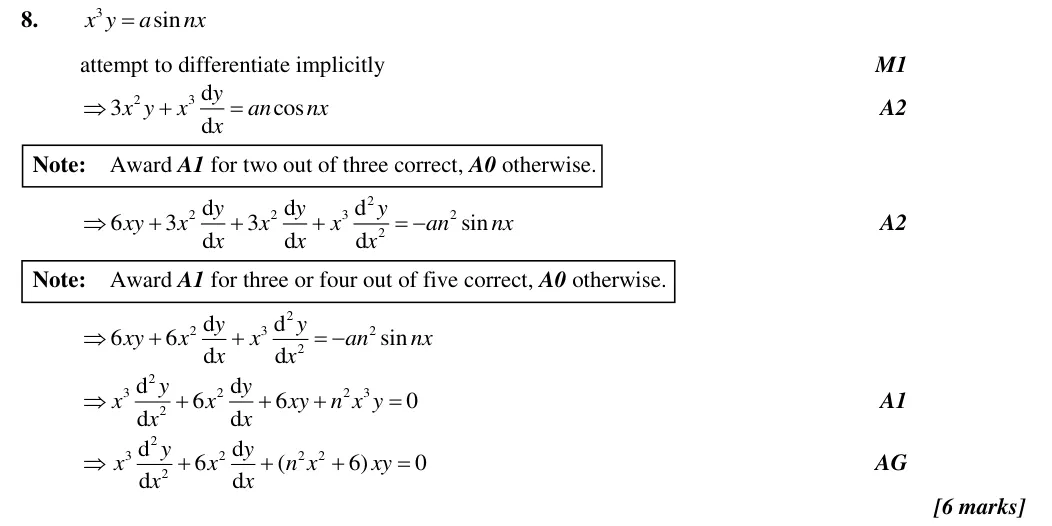 8. x³y = a sin nx
attempt to differentiate implicitly M1
⇒ 3x²y + x³ dy/dx = an cos nx A2
Note: Award A1 for two out of three correct, A0 otherwise.
⇒ 6xy + 3x² dy/dx + 3x² dy/dx + x³ d²y/dx² = −an² sin nx A2
Note: Award A1 for three or four out of five correct, A0 otherwise.
⇒ 6xy + 6x² dy/dx + x³ d²y/dx² = −an² sin nx
⇒ x³ d²y/dx² + 6x² dy/dx + 6xy + n²x³y = 0 A1
⇒ x³ d²y/dx² + 6x² dy/dx + (n²x² + 6)xy = 0 AG
[6 marks]